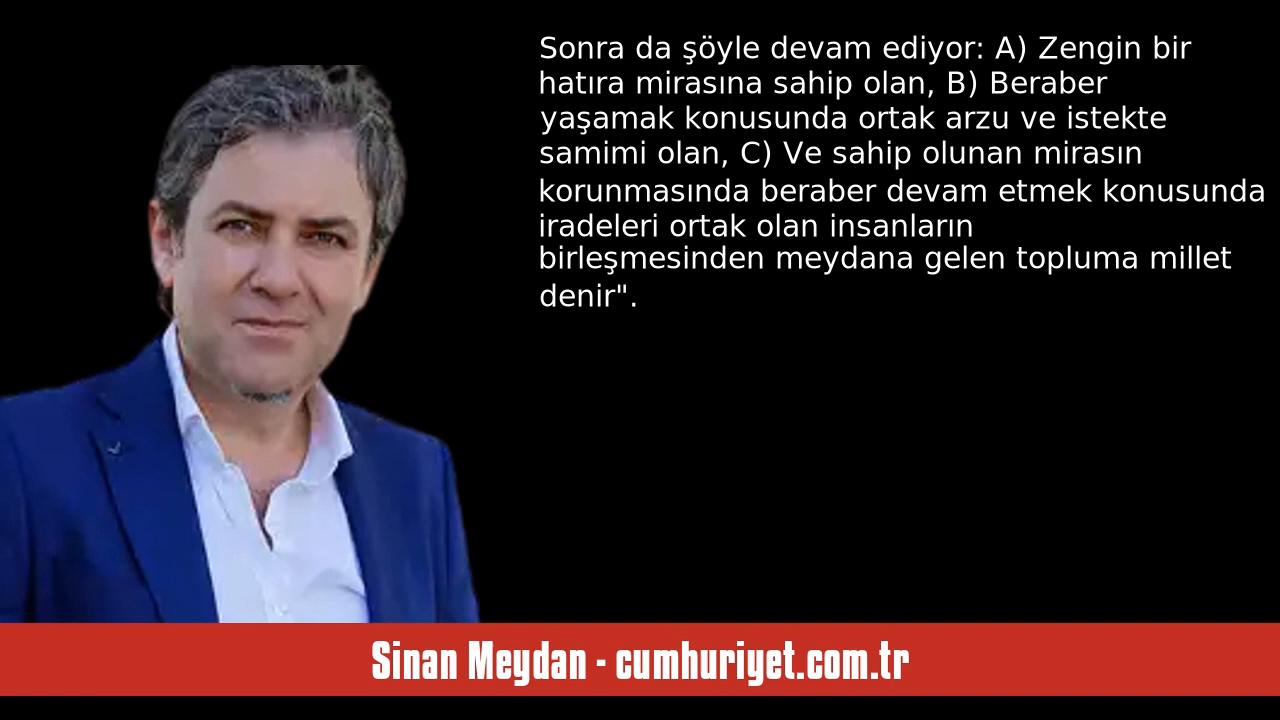 Sonra da şöyle devam ediyor: A) Zengin bir
hatıra mirasına sahip olan, B) Beraber
yaşamak konusunda ortak arzu ve istekte
samimi olan, C) Ve sahip olunan mirasın
korunmasında beraber devam etmek konusunda
iradeleri ortak olan insanların
birleşmesinden meydana gelen topluma millet
denir".
Sinan Meydan - cumhuriyet.com.tr